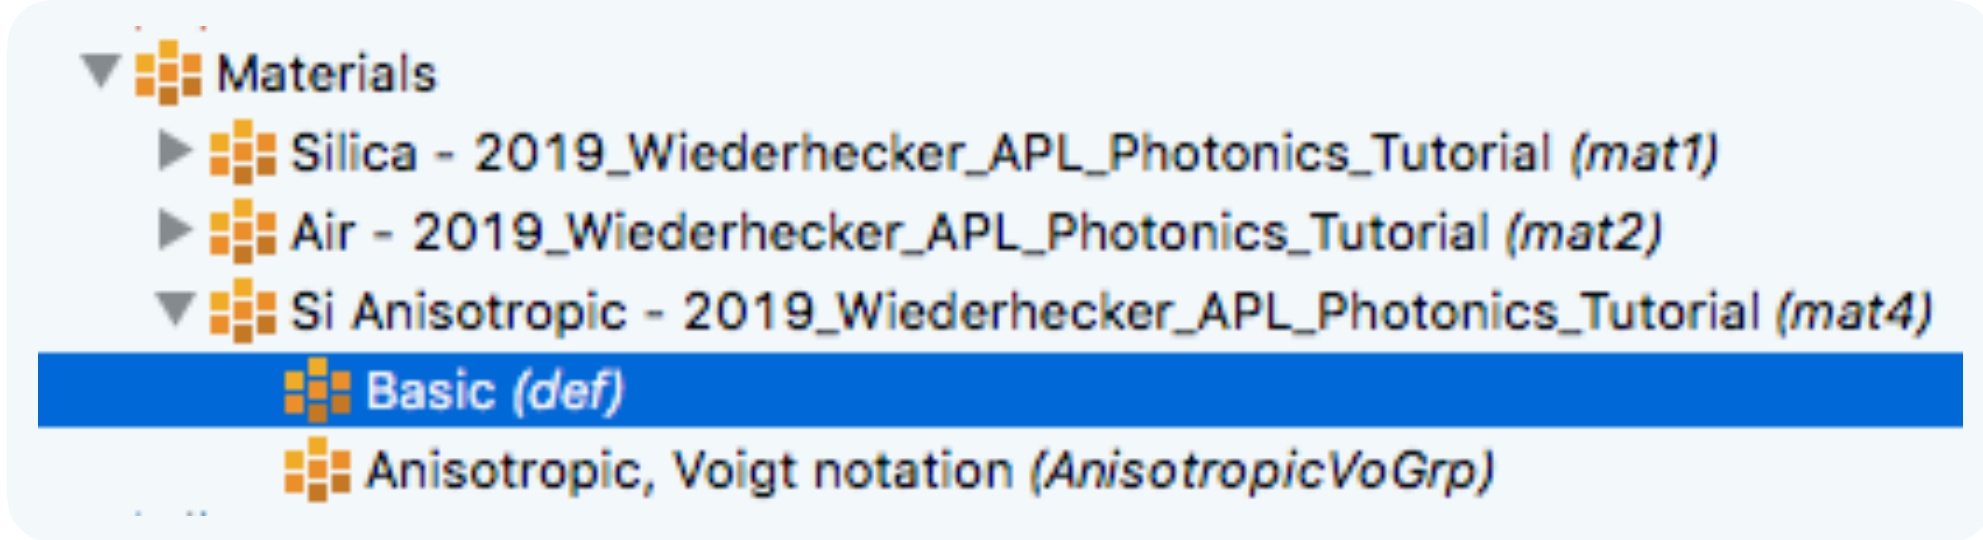 Materials
Silica - 2019_Wiederhecker_APL_Photonics_Tutorial (mat1)
Air - 2019_Wiederhecker_APL_Photonics_Tutorial (mat2)
Si Anisotropic - 2019_Wiederhecker_APL_Photonics_Tutorial (mat4)
Basic (def)
Anisotropic, Voigt notation (AnisotropicVoGrp)